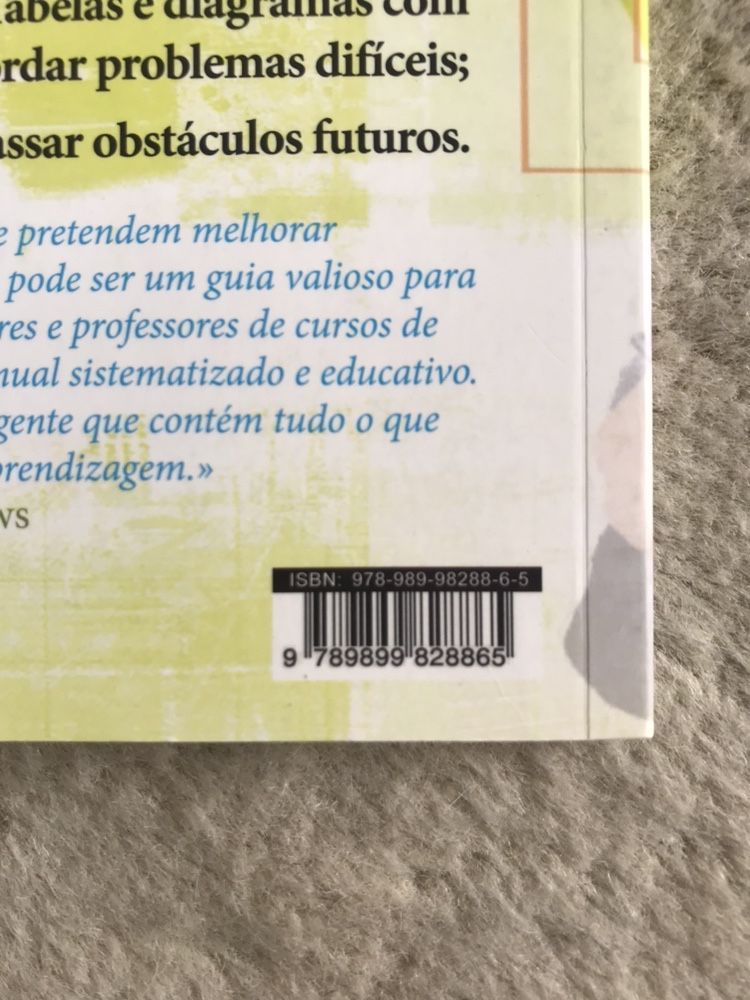 abelas e diagramas com
rdar problemas difíceis;
assar obstáculos futuros.
e pretendem melhorar
pode ser um guia valioso para
res e professores de cursos de
nual sistematizado e educativo.
gente que contém tudo o que
prendizagem.»
ws
ISBN: 978-989-98288-6-5
9 789899 828865